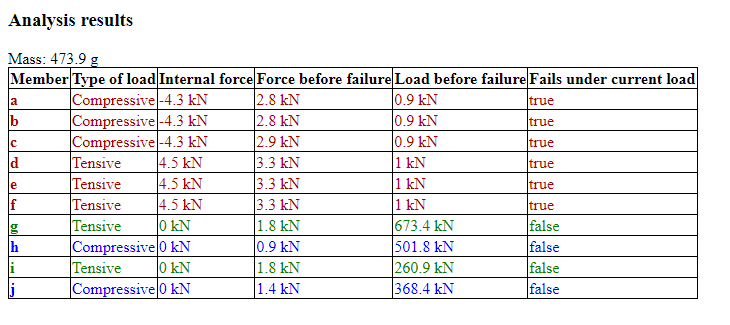 Analysis results
Mass: 473.9 g
Member Type of load Internal force Force before failure Load before failure Fails under current load
a Compressive -4.3 kN 2.8 kN 0.9 kN true
b Compressive -4.3 kN 2.8 kN 0.9 kN true
c Compressive -4.3 kN 2.9 kN 0.9 kN true
d Tensive 4.5 kN 3.3 kN 1 kN true
e Tensive 4.5 kN 3.3 kN 1 kN true
f Tensive 4.5 kN 3.3 kN 1 kN true
g Tensive 0 kN 1.8 kN 673.4 kN false
h Compressive 0 kN 0.9 kN 501.8 kN false
i Tensive 0 kN 1.8 kN 260.9 kN false
j Compressive 0 kN 1.4 kN 368.4 kN false